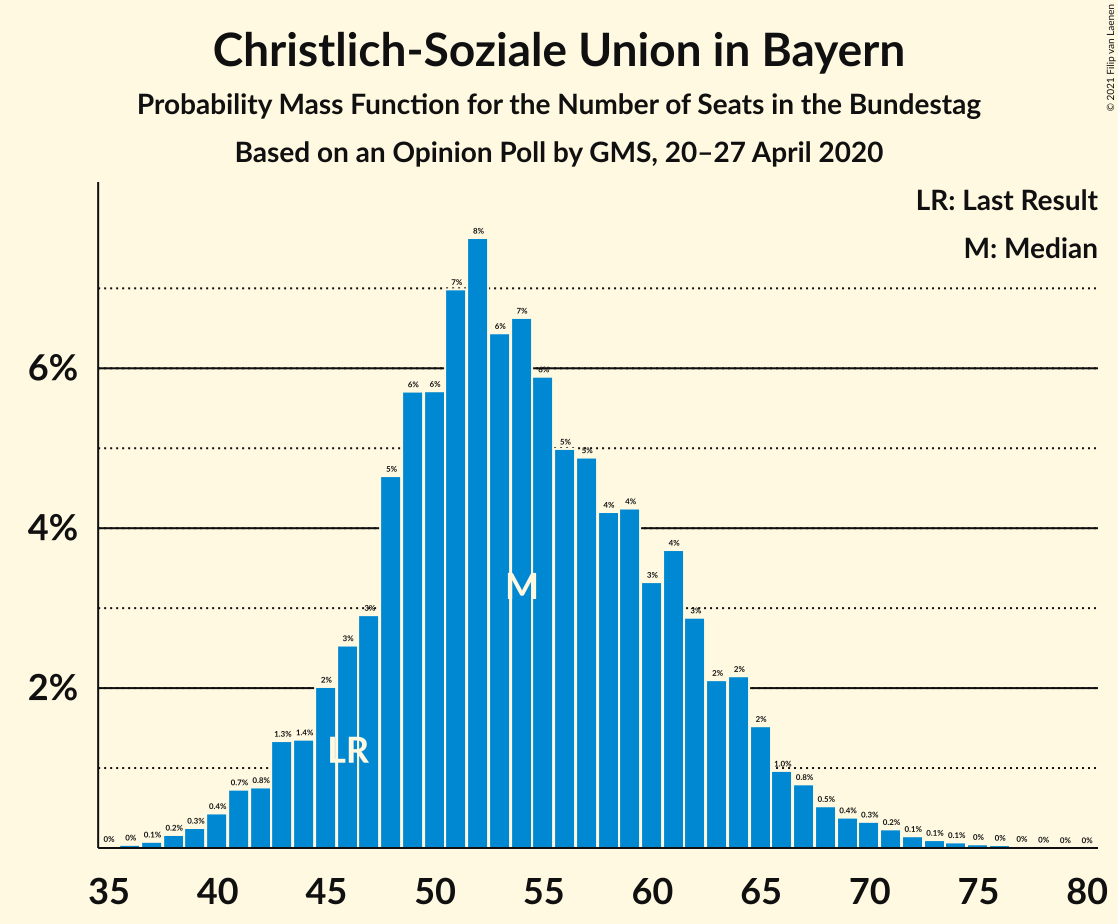 Christlich-Soziale Union in Bayern
Probability Mass Function for the Number of Seats in the Bundestag
Based on an Opinion Poll by GMS, 20–27 April 2020
© 2021 Filip van Laenen
LR: Last Result
M: Median
6%
4%
2%
0% 0% 0.1% 0.2% 0.3% 0.4% 0.7% 0.8% 1.3% 1.4% 2% 3% 3% 5% 6% 6% 7% 8% 6% 7% 6% 5% 5% 4% 4% 3% 4% 3% 2% 2% 2% 1.0% 0.8% 0.5% 0.4% 0.3% 0.2% 0.1% 0.1% 0.1% 0% 0% 0% 0% 0% 0%
M
LR
35 40 45 50 55 60 65 70 75 80